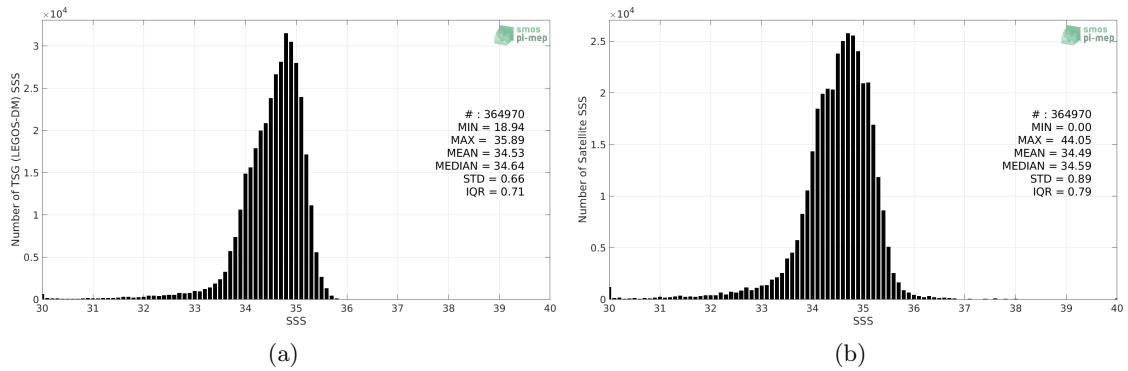 ×10⁴
smos
pi-mep
Number of TSG (LEGOS-DM) SSS
3
2.5
2
1.5
1
0.5
0
# : 364970
MIN = 18.94
MAX = 35.89
MEAN = 34.53
MEDIAN = 34.64
STD = 0.66
IQR = 0.71
30 31 32 33 34 35 36 37 38 39 40
SSS
(a)
×10⁴
smos
pi-mep
Number of Satellite SSS
2.5
2
1.5
1
0.5
0
# : 364970
MIN = 0.00
MAX = 44.05
MEAN = 34.49
MEDIAN = 34.59
STD = 0.89
IQR = 0.79
30 31 32 33 34 35 36 37 38 39 40
SSS
(b)